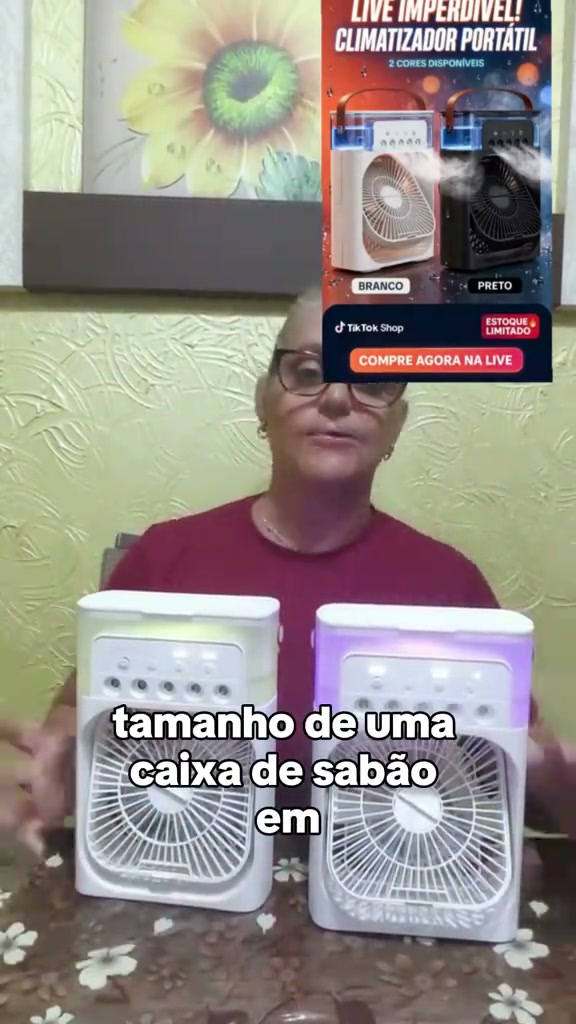 LIVE IMPERDÍVEL!
CLIMATIZADOR PORTÁTIL
2 CORES DISPONÍVEIS
BRANCO
PRETO
TikTok Shop
ESTOQUE
LIMITADO
COMPRE AGORA NA LIVE
tamanho de uma
caixa de sabão
em